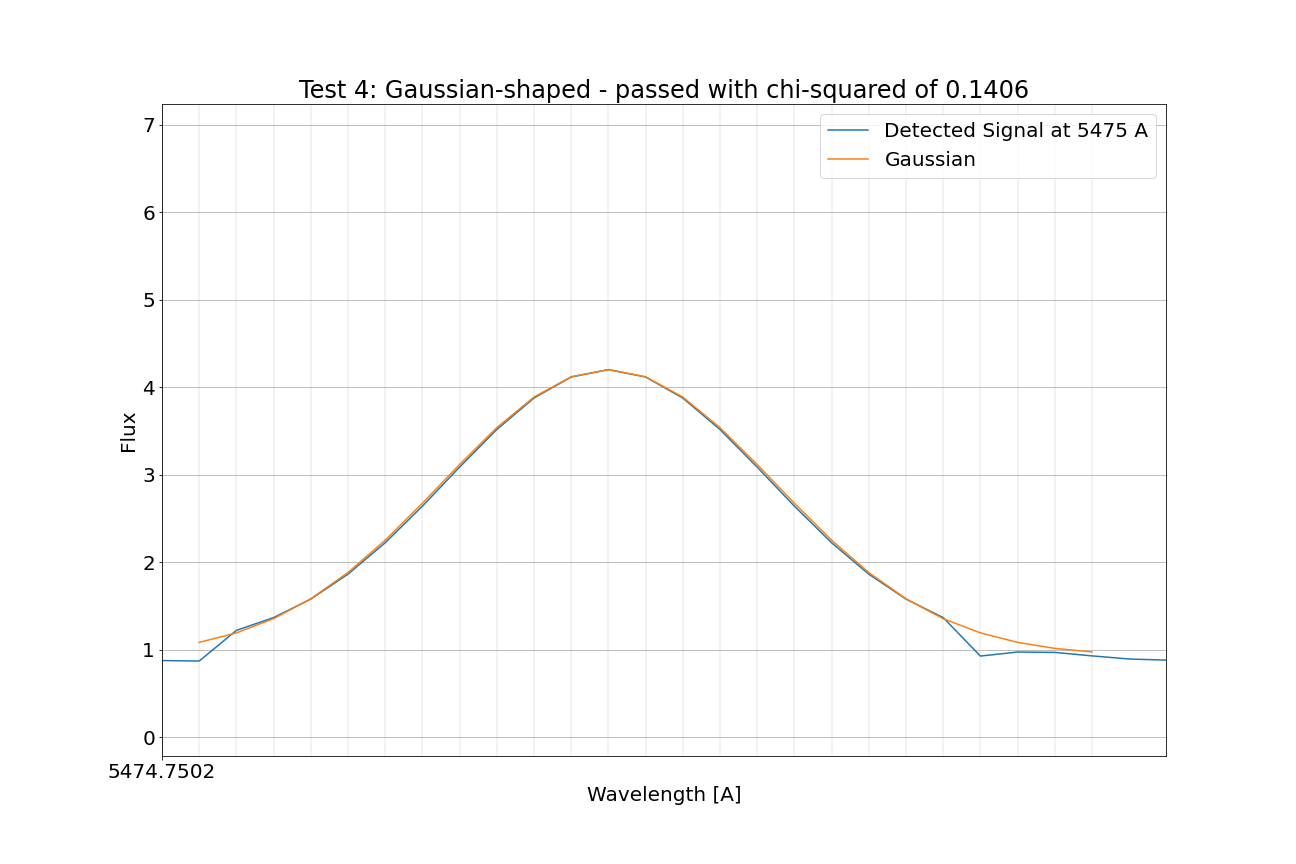 Test 4: Gaussian-shaped - passed with chi-squared of 0.1406
Detected Signal at 5475 A
Gaussian
7
6
5
4
3
2
1
0
Flux
5474.7502
Wavelength [A]